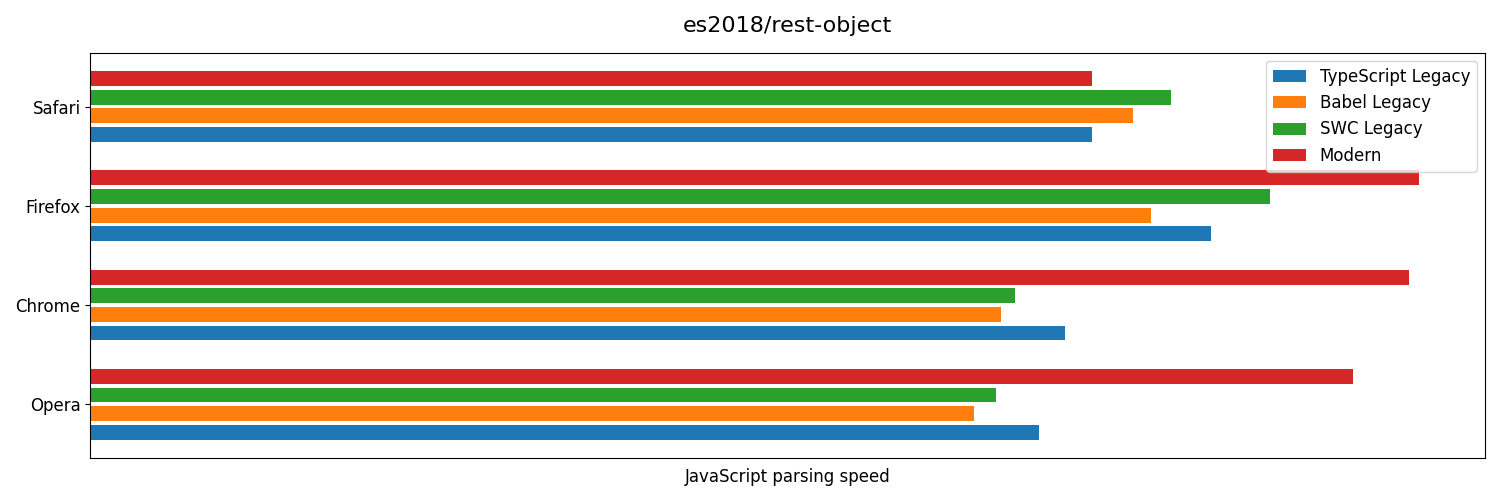 es2018/rest-object
Safari
Firefox
Chrome
Opera
TypeScript Legacy
Babel Legacy
SWC Legacy
Modern
JavaScript parsing speed